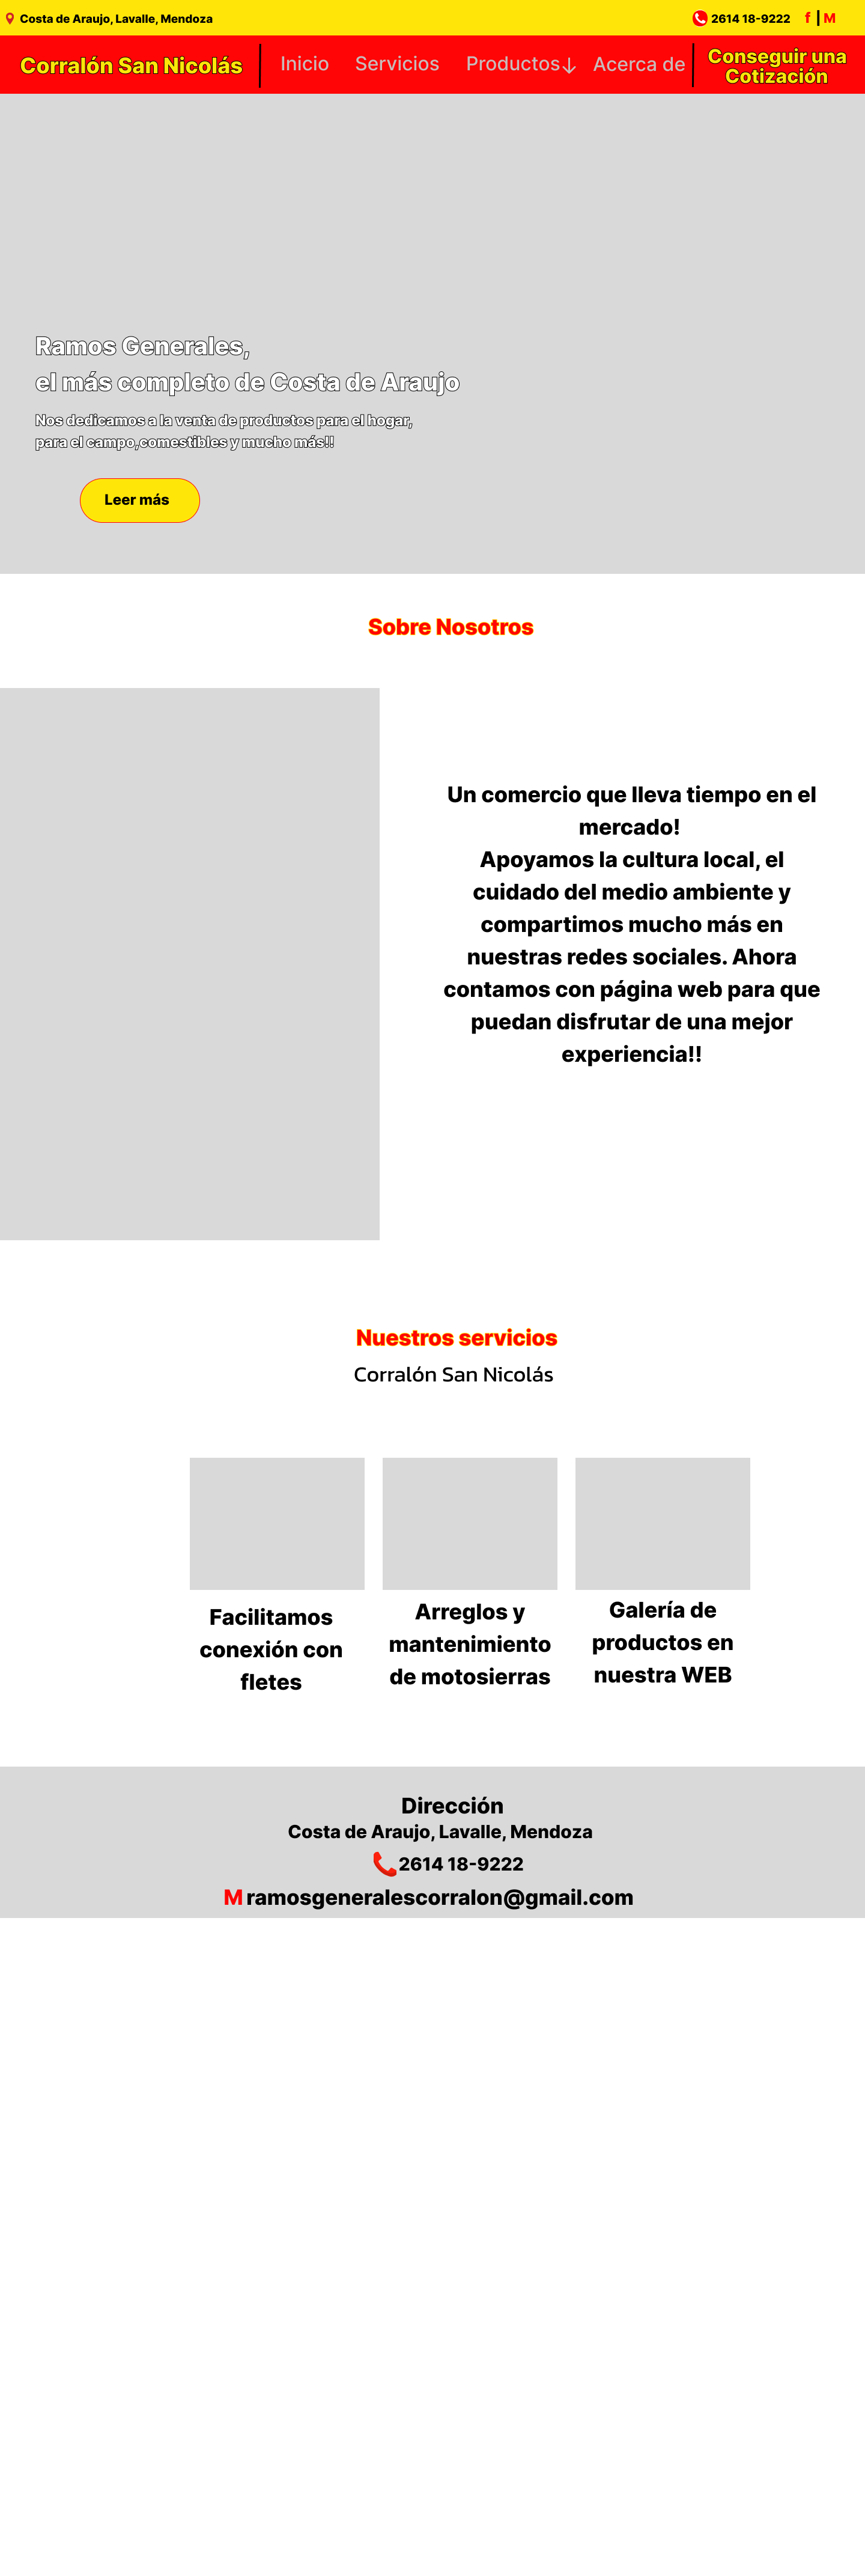 Costa de Araujo, Lavalle, Mendoza
2614 18-9222
f | M
Corralón San Nicolás
Inicio
Servicios
Productos↓
Acerca de
Conseguir una
Cotización
Ramos Generales,
el más completo de Costa de Araujo
Nos dedicamos a la venta de productos para el hogar,
para el campo,comestibles y mucho más!!
Leer más
Sobre Nosotros
Un comercio que lleva tiempo en el
mercado!
Apoyamos la cultura local, el
cuidado del medio ambiente y
compartimos mucho más en
nuestras redes sociales. Ahora
contamos con página web para que
puedan disfrutar de una mejor
experiencia!!
Nuestros servicios
Corralón San Nicolás
Facilitamos
conexión con
fletes
Arreglos y
mantenimiento
de motosierras
Galería de
productos en
nuestra WEB
Dirección
Costa de Araujo, Lavalle, Mendoza
2614 18-9222
M ramosgeneralescorralon@gmail.com